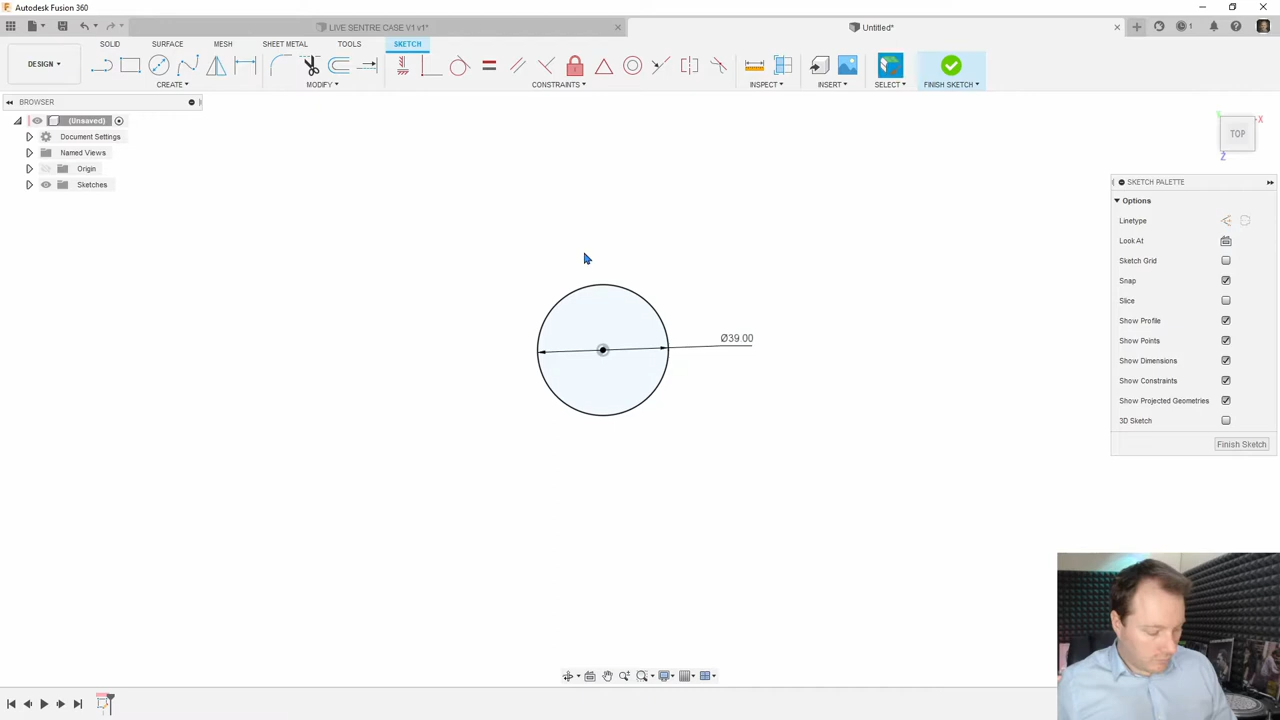 Autodesk Fusion 360
LIVE SENTRE CASE V1 v1*
Untitled*
DESIGN
SOLID SURFACE MESH SHEET METAL TOOLS SKETCH
CREATE MODIFY CONSTRAINTS INSPECT INSERT SELECT FINISH SKETCH
BROWSER
(Unsaved)
Document Settings
Named Views
Origin
Sketches
TOP
X
Z
Ø39.00
SKETCH PALETTE
Options
Linetype
Look At
Sketch Grid
Snap
Slice
Show Profile
Show Points
Show Dimensions
Show Constraints
Show Projected Geometries
3D Sketch
Finish Sketch